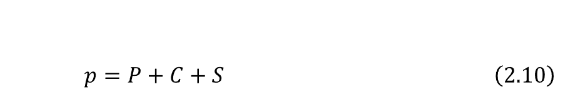 p = P + C + S (2.10)